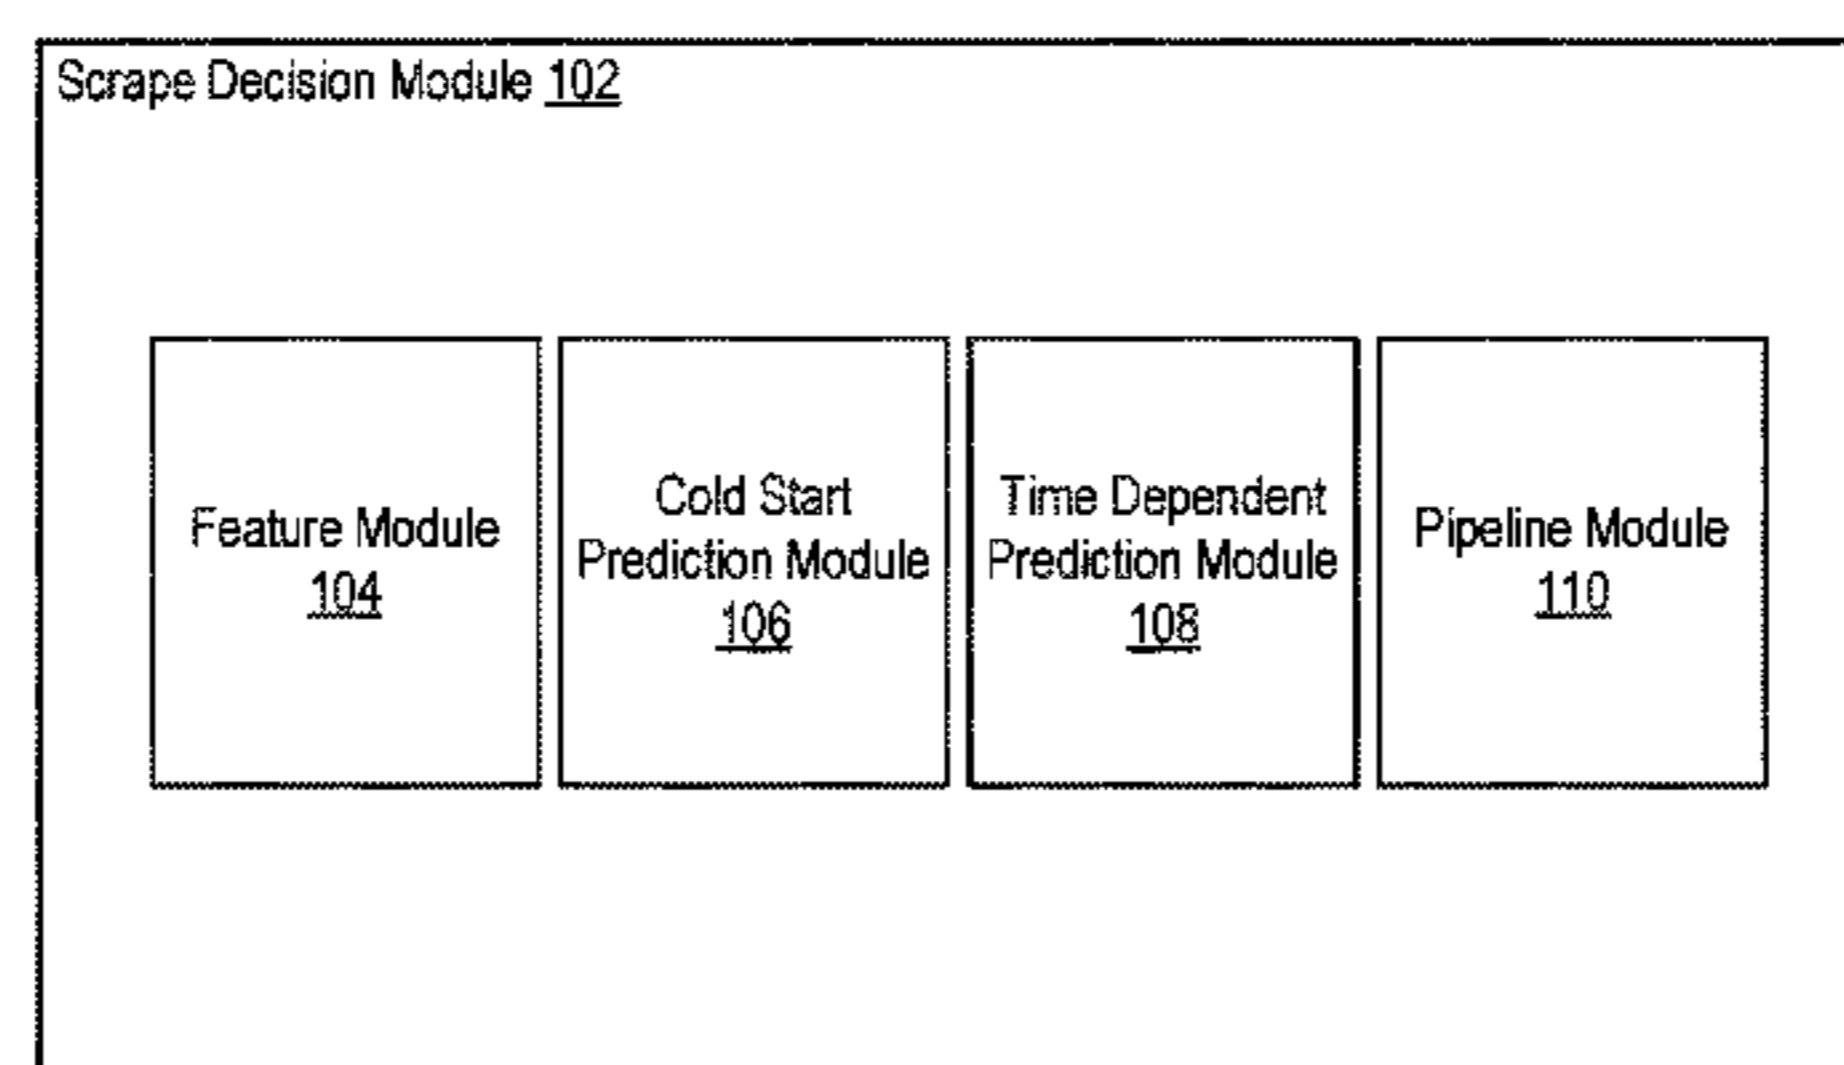 Scrape Decision Module 102
Feature Module
104
Cold Start
Prediction Module
106
Time Dependent
Prediction Module
108
Pipeline Module
110